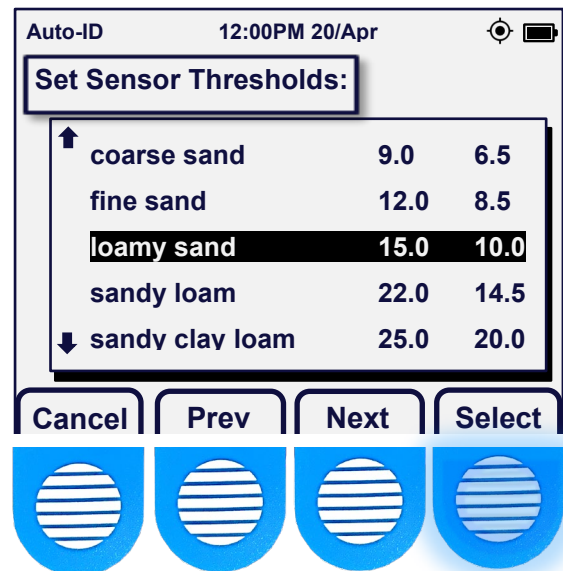 Auto-ID 12:00PM 20/Apr
Set Sensor Thresholds:
coarse sand 9.0 6.5
fine sand 12.0 8.5
loamy sand 15.0 10.0
sandy loam 22.0 14.5
sandy clay loam 25.0 20.0
Cancel Prev Next Select